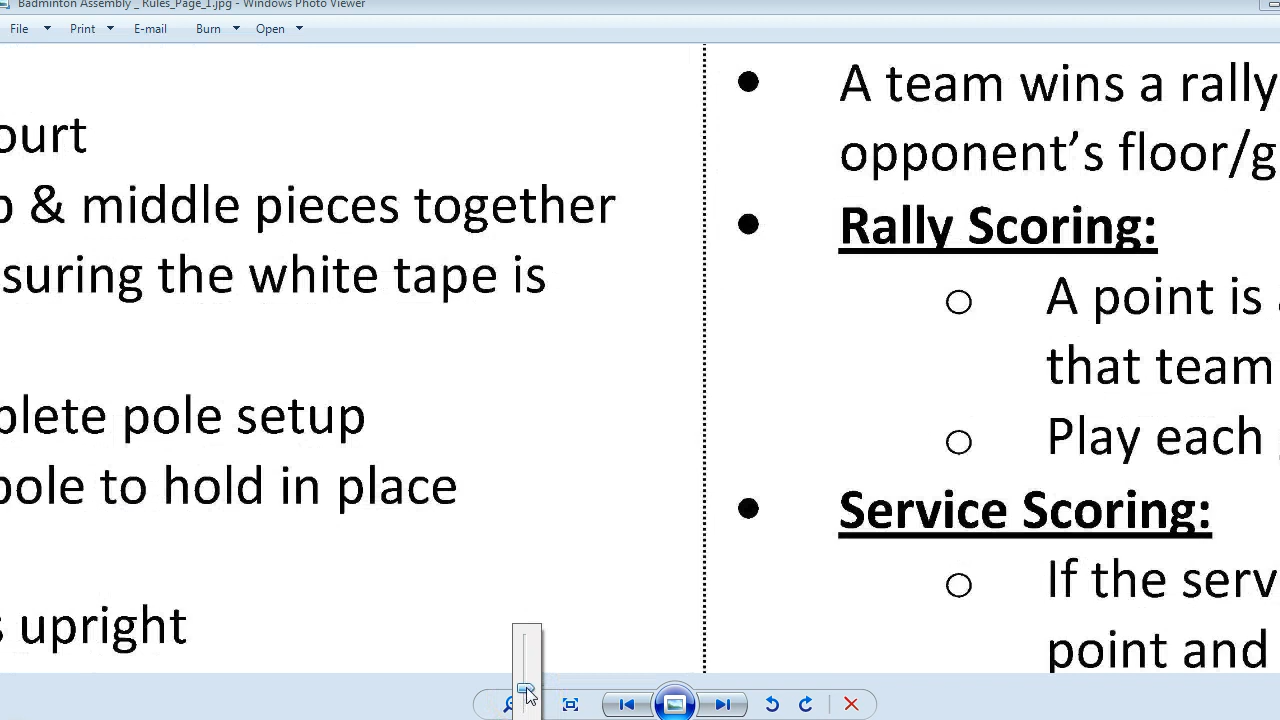 Badminton Assembly _ Rules_Page_1.jpg - Windows Photo Viewer
File Print E-mail Burn Open
ourt
& middle pieces together
suring the white tape is
plete pole setup
pole to hold in place
s upright
A team wins a rally
opponent's floor/g
Rally Scoring:
A point is
that team
Play each
Service Scoring:
If the serv
point and